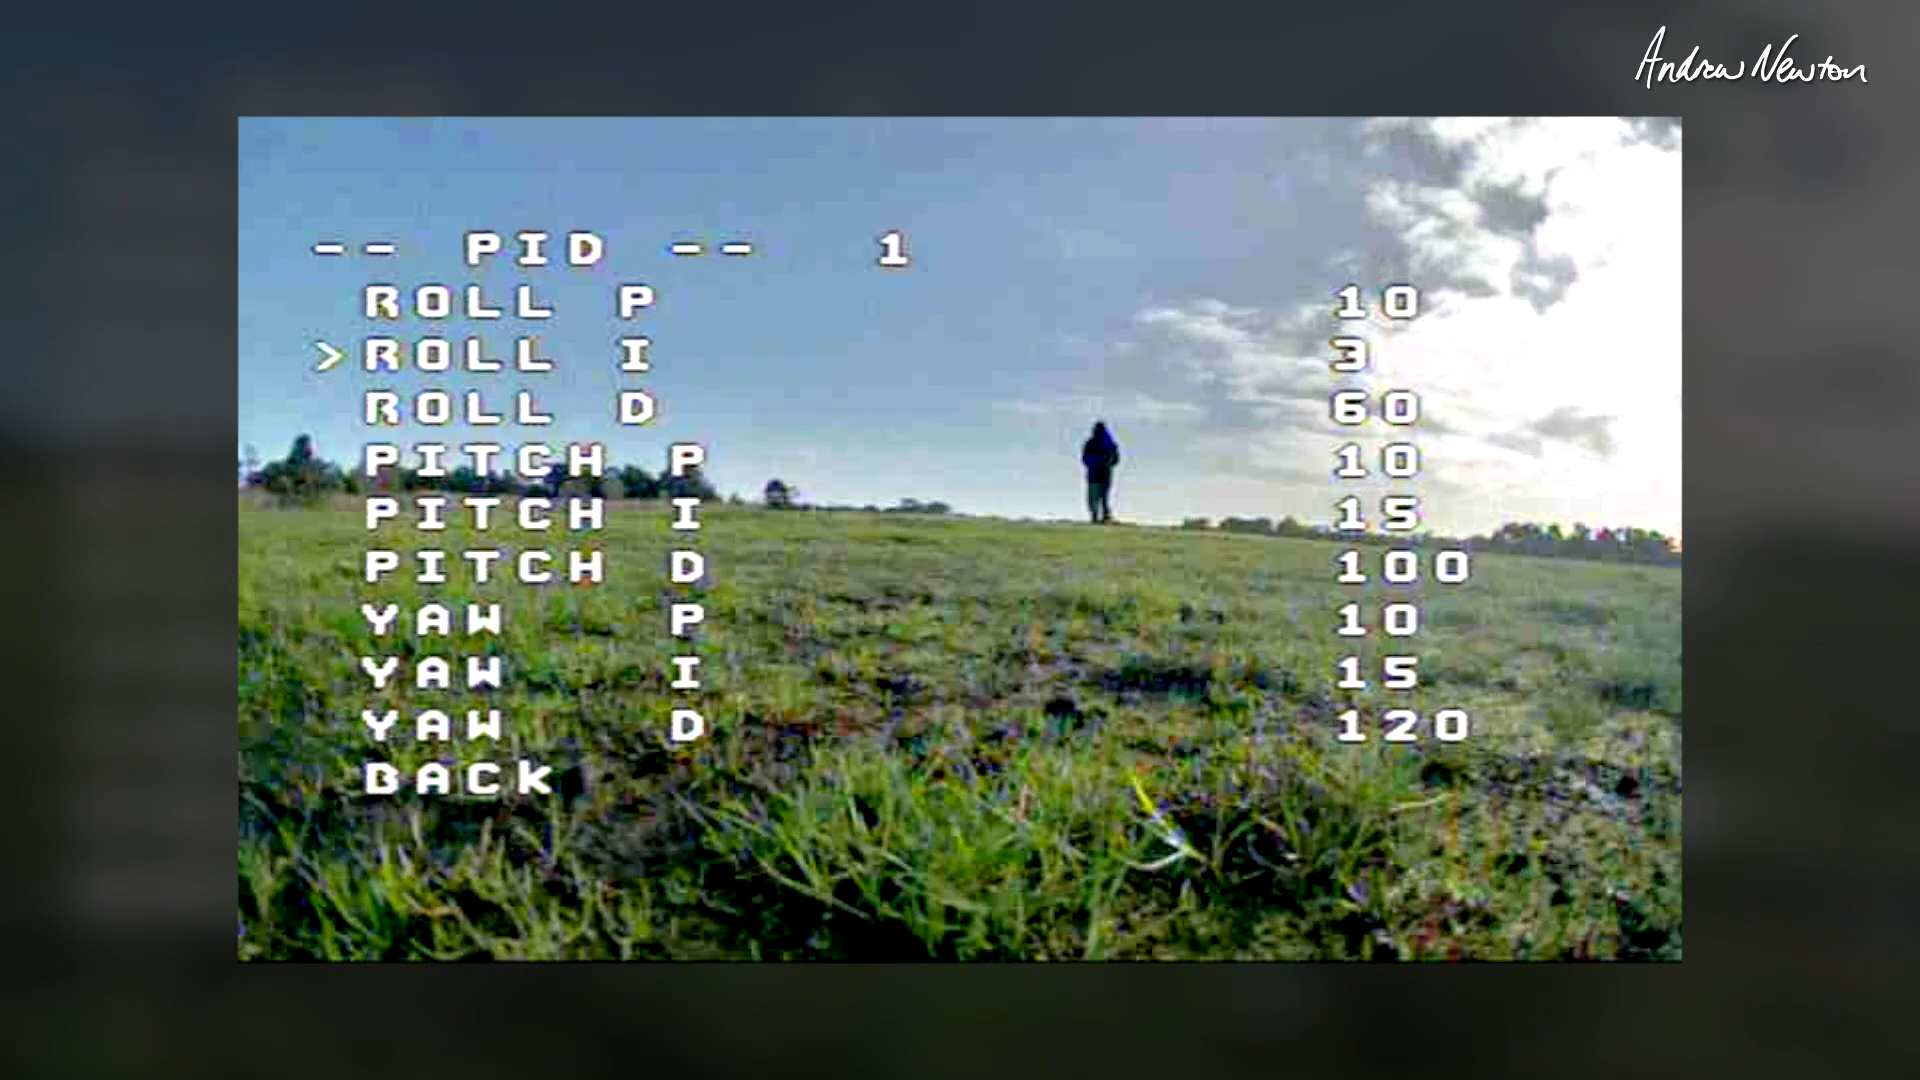 Andrew Newton
-- PID -- 1
ROLL P 10
>ROLL I 3
ROLL D 60
PITCH P 10
PITCH I 15
PITCH D 100
YAW P 10
YAW I 15
YAW D 120
BACK